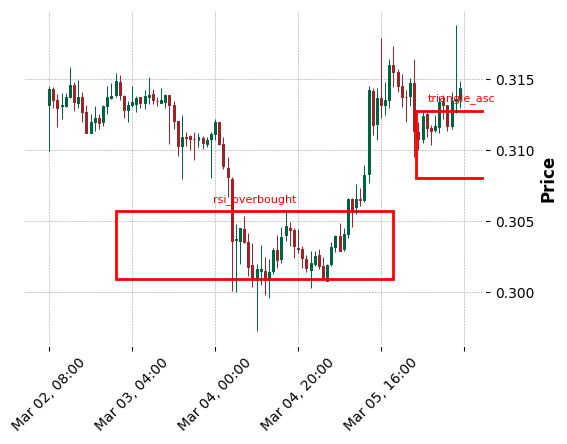 triangle_asc
0.315
0.310
rsi_overbought
0.305
0.300
Price
Mar 02, 08:00
Mar 03, 04:00
Mar 04, 00:00
Mar 04, 20:00
Mar 05, 16:00